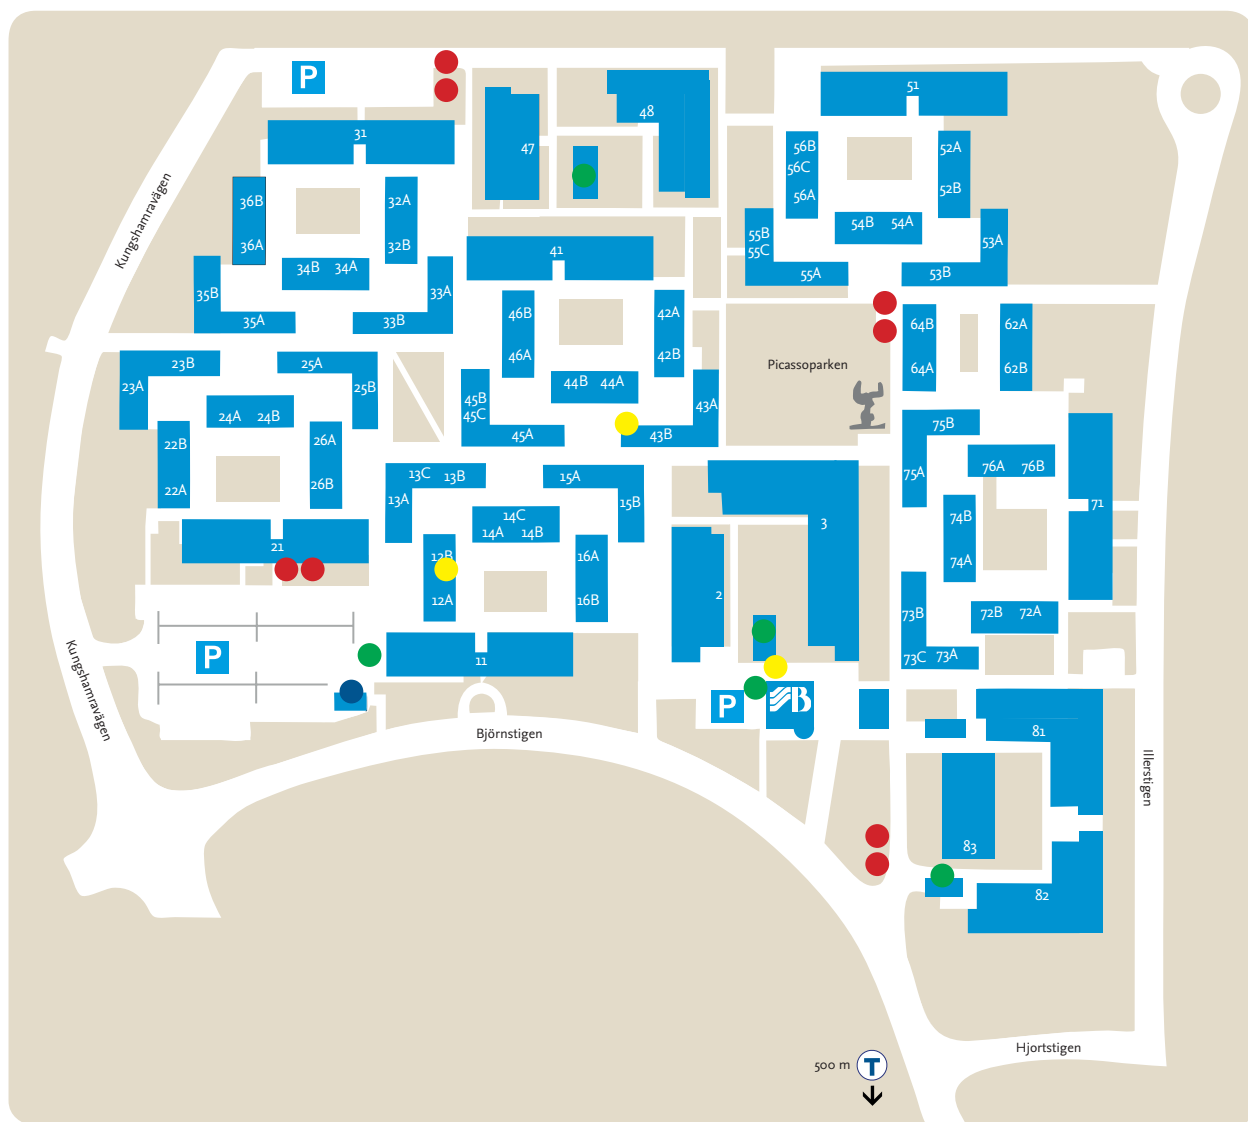 P
51
31
48
47
56B
52A
56C
36B
32A
56A
52B
54B 54A
55B
36A
32B
41
53A
55C
34B 34A
55A
53B
35B
33A
46B
42A
64B
62A
35A
33B
46A
42B
23B
25A
Picassoparken
64A
62B
23A
25B
44B 44A
45B
43A
24A 24B
45C
75B
22B
26A
45A
43B
76A 76B
13C 13B
15A
75A
22A
26B
13A
15B
71
14C
74B
3
14A 14B
21
12B
16A
74A
2
12A
16B
73B
72B 72A
P
11
73C 73A
P
SB
Björnstigen
81
83
82
Kungshamravägen
Kungshamravägen
Illerstigen
Hjortstigen
500 m T